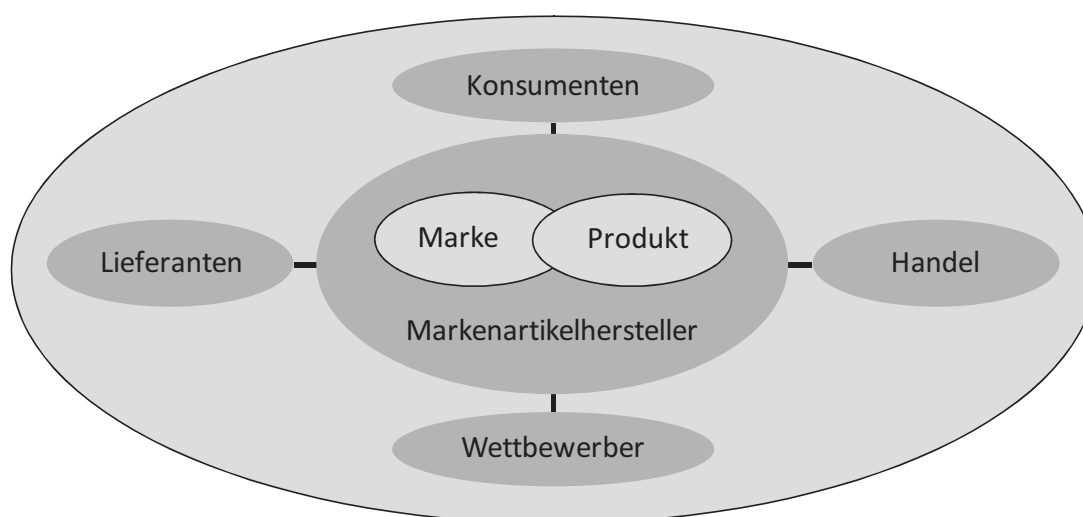 Konsumenten
Marke
Produkt
Lieferanten
Handel
Markenartikelhersteller
Wettbewerber